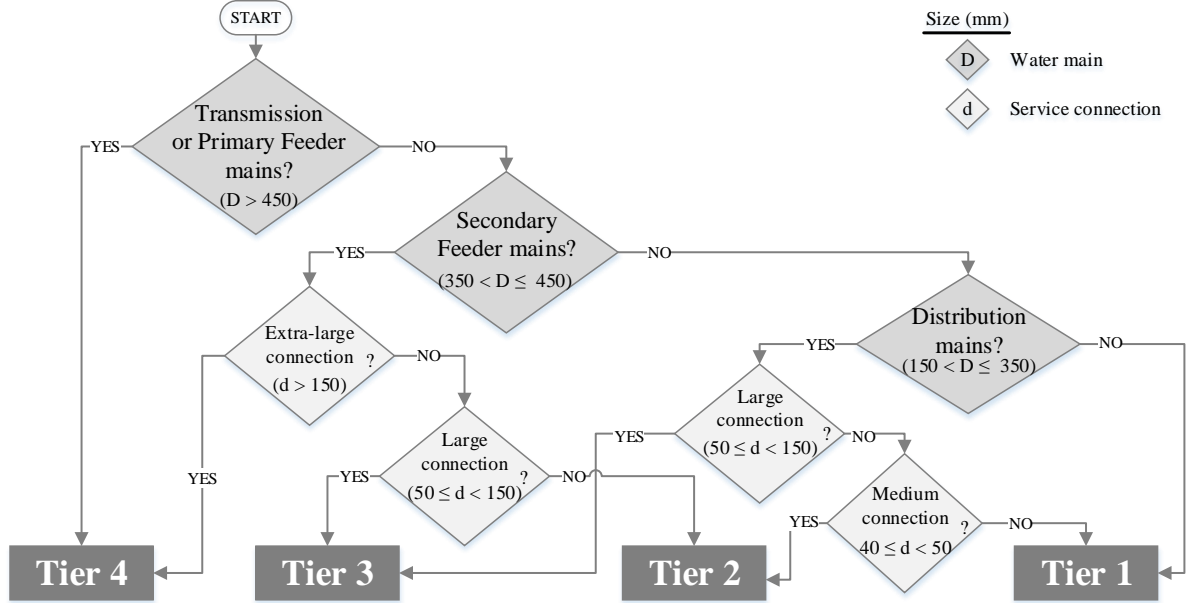 START
Size (mm)
D Water main
d Service connection
Transmission
or Primary Feeder
mains?
(D > 450)
YES
NO
Secondary
Feeder mains?
(350 < D ≤ 450)
YES
NO
Extra-large
connection ?
(d > 150)
YES
NO
Distribution
mains?
(150 < D ≤ 350)
YES
NO
Large
connection ?
(50 ≤ d < 150)
YES
NO
Large
connection ?
(50 ≤ d < 150)
YES
NO
Medium
connection ?
40 ≤ d < 50
YES
NO
Tier 4
Tier 3
Tier 2
Tier 1